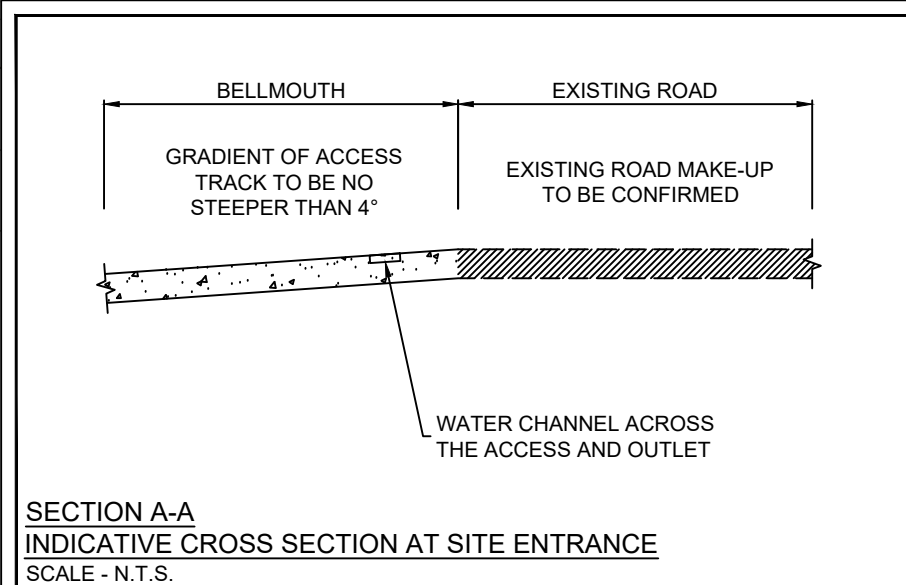 BELLMOUTH
EXISTING ROAD
GRADIENT OF ACCESS
TRACK TO BE NO
STEEPER THAN 4°
EXISTING ROAD MAKE-UP
TO BE CONFIRMED
WATER CHANNEL ACROSS
THE ACCESS AND OUTLET
SECTION A-A
INDICATIVE CROSS SECTION AT SITE ENTRANCE
SCALE - N.T.S.